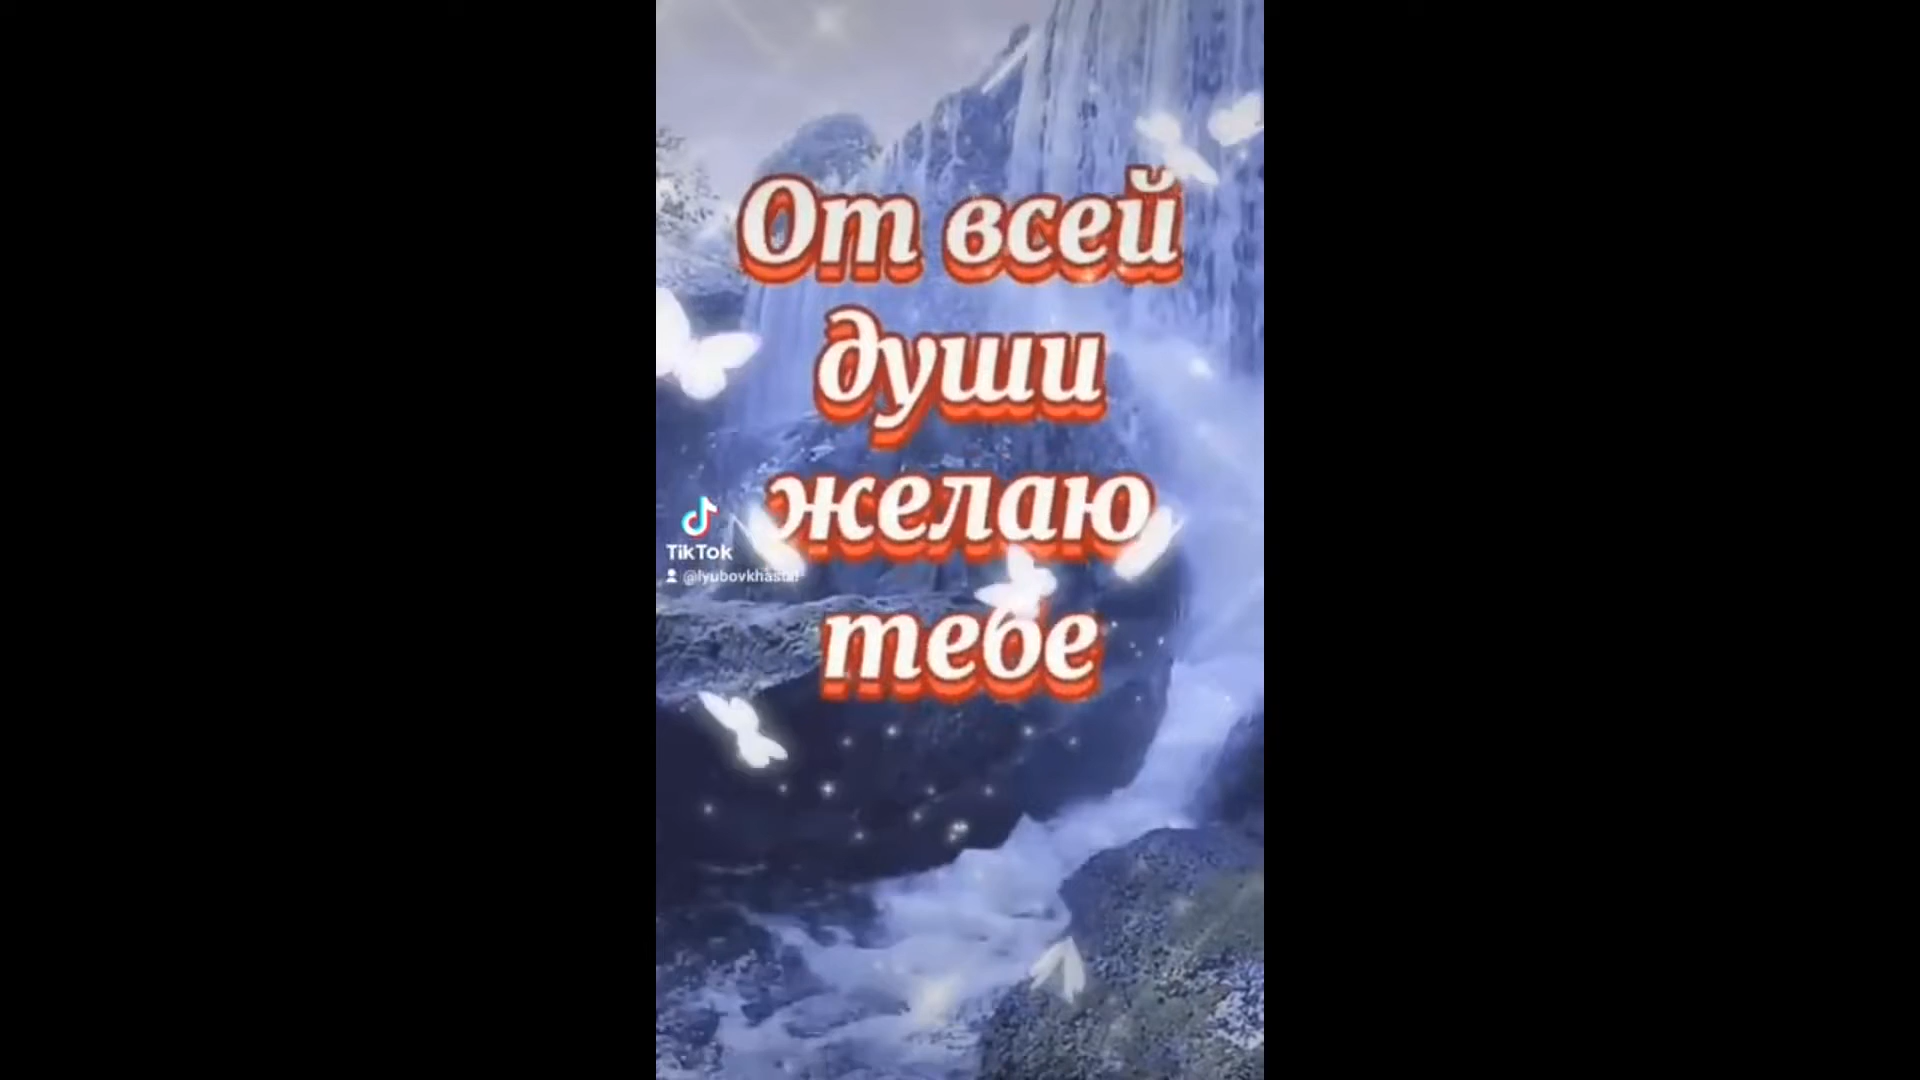 От всей
души
желаю
тебе
TikTok